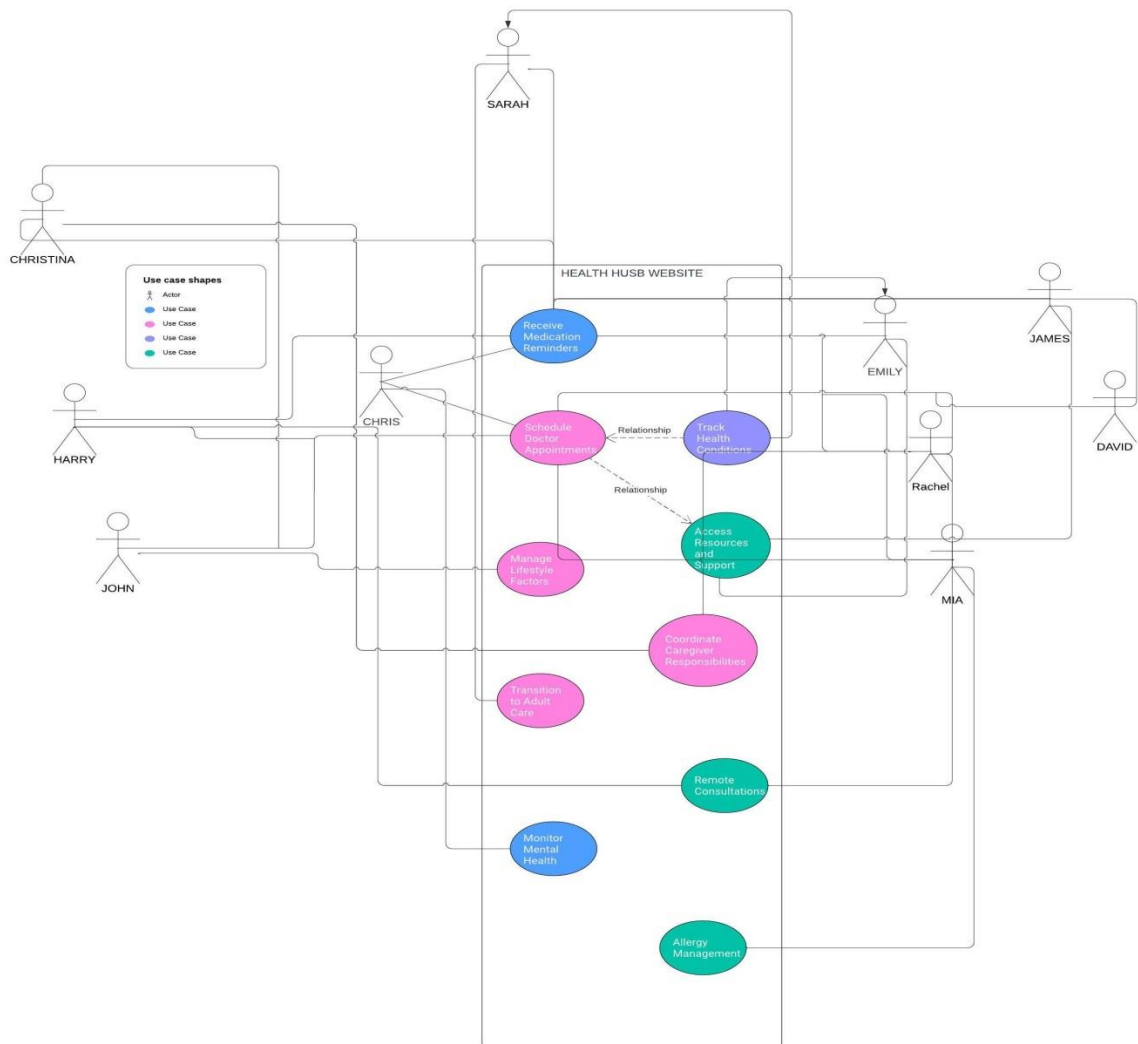 SARAH
CHRISTINA
HEALTH HUSB WEBSITE
Use case shapes
Actor
Use Case
Use Case
Use Case
Use Case
Receive
Medication
Reminders
JAMES
EMILY
CHRIS
HARRY
Schedule
Doctor
Appointments
Relationship
Track
Health
Conditions
DAVID
Rachel
Relationship
Access
Resources
and
Support
JOHN
Manage
Lifestyle
Factors
MIA
Coordinate
Caregiver
Responsibilities
Transition
to Adult
Care
Remote
Consultations
Monitor
Mental
Health
Allergy
Management